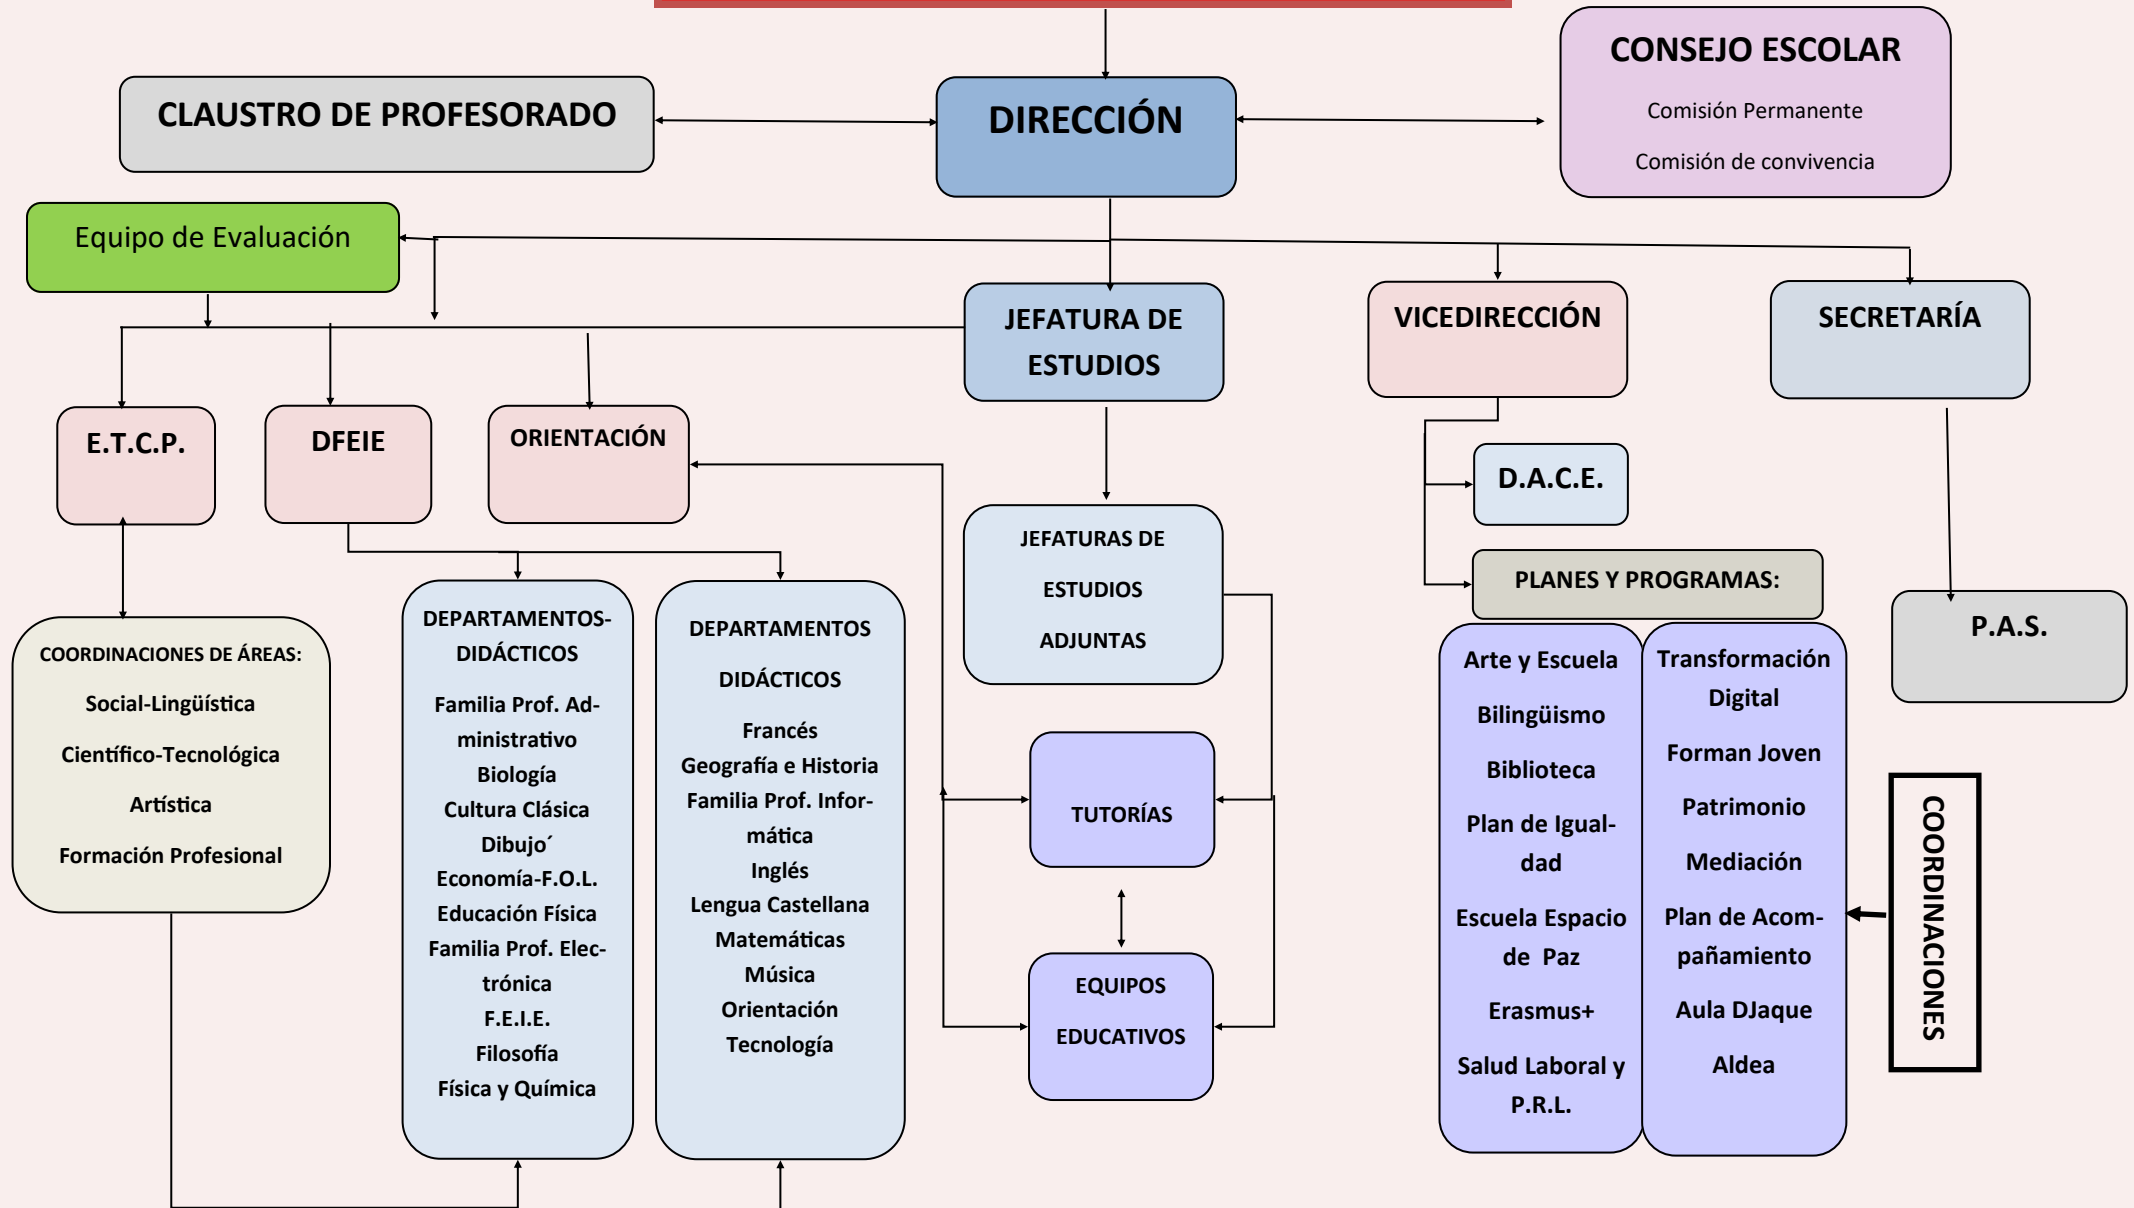 CONSEJO ESCOLAR
Comisión Permanente
Comisión de convivencia
CLAUSTRO DE PROFESORADO
DIRECCIÓN
Equipo de Evaluación
JEFATURA DE
ESTUDIOS
VICEDIRECCIÓN
SECRETARÍA
E.T.C.P.
DFEIE
ORIENTACIÓN
D.A.C.E.
JEFATURAS DE
ESTUDIOS
ADJUNTAS
PLANES Y PROGRAMAS:
P.A.S.
COORDINACIONES DE ÁREAS:
Social-Lingüística
Científico-Tecnológica
Artística
Formación Profesional
DEPARTAMENTOS-
DIDÁCTICOS
Familia Prof. Ad-
ministrativo
Biología
Cultura Clásica
Dibujo´
Economía-F.O.L.
Educación Física
Familia Prof. Elec-
trónica
F.E.I.E.
Filosofía
Física y Química
DEPARTAMENTOS
DIDÁCTICOS
Francés
Geografía e Historia
Familia Prof. Infor-
mática
Inglés
Lengua Castellana
Matemáticas
Música
Orientación
Tecnología
TUTORÍAS
EQUIPOS
EDUCATIVOS
Arte y Escuela
Bilingüismo
Biblioteca
Plan de Igual-
dad
Escuela Espacio
de  Paz
Erasmus+
Salud Laboral y
P.R.L.
Transformación
Digital
Forman Joven
Patrimonio
Mediación
Plan de Acom-
pañamiento
Aula DJaque
Aldea
COORDINACIONES